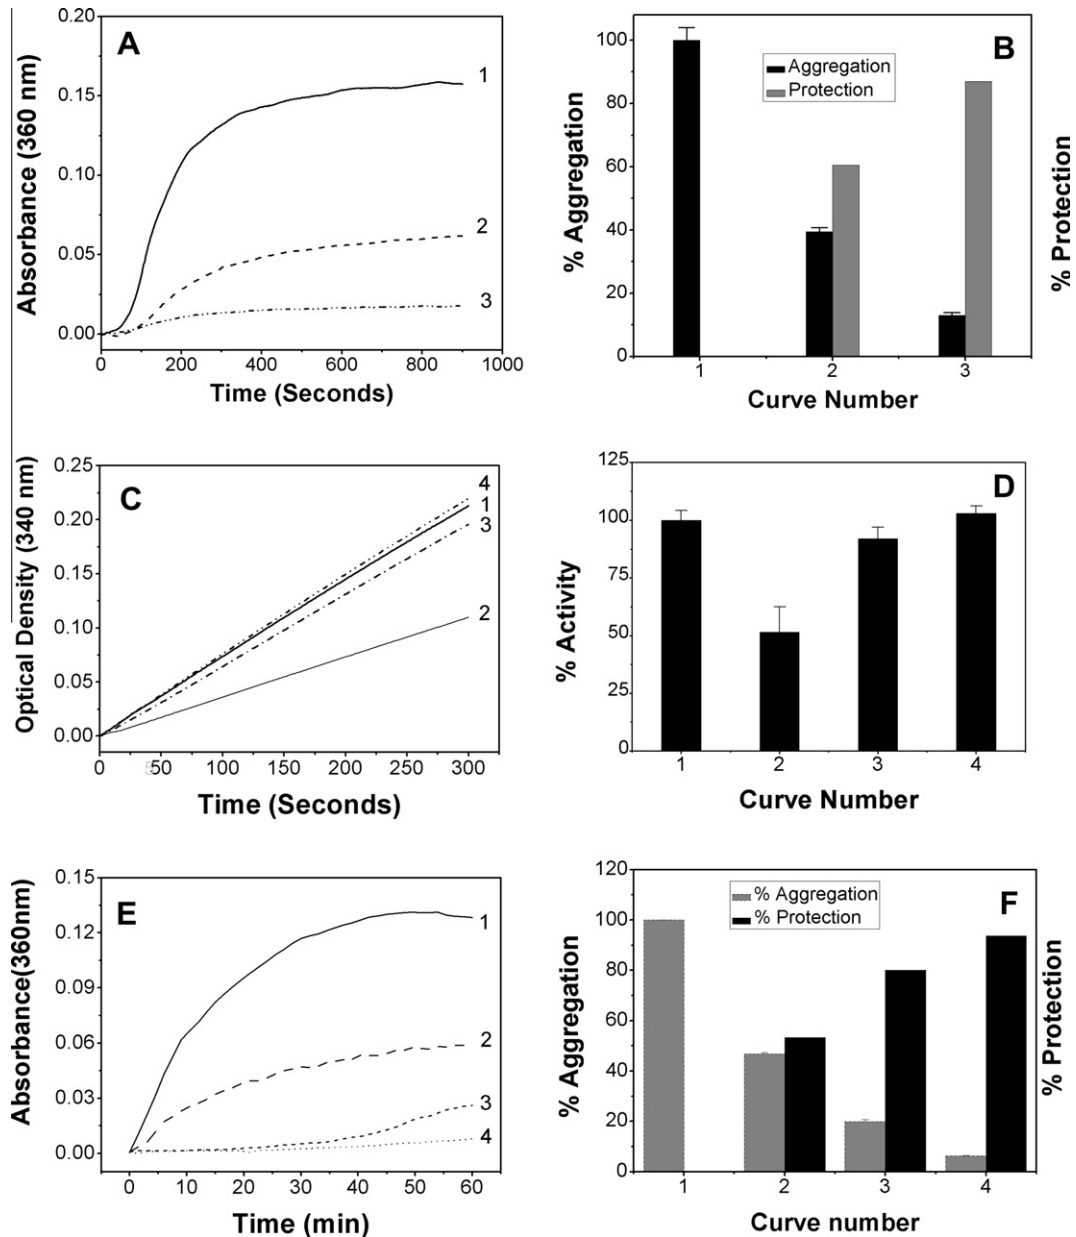 A
Absorbance (360 nm)
0.20
0.15
0.10
0.05
0.00
1
2
3
0 200 400 600 800 1000
Time (Seconds)
B
% Aggregation
% Protection
100
80
60
40
20
0
Aggregation
Protection
1 2 3
Curve Number
C
Optical Density (340 nm)
0.25
0.20
0.15
0.10
0.05
0.00
4
1
3
2
0 50 100 150 200 250 300
Time (Seconds)
D
% Activity
125
100
75
50
25
0
1 2 3 4
Curve Number
E
Absorbance(360nm)
0.15
0.12
0.09
0.06
0.03
0.00
1
2
3
4
0 10 20 30 40 50 60
Time (min)
F
% Aggregation
% Protection
120
100
80
60
40
20
0
% Aggregation
% Protection
1 2 3 4
Curve number